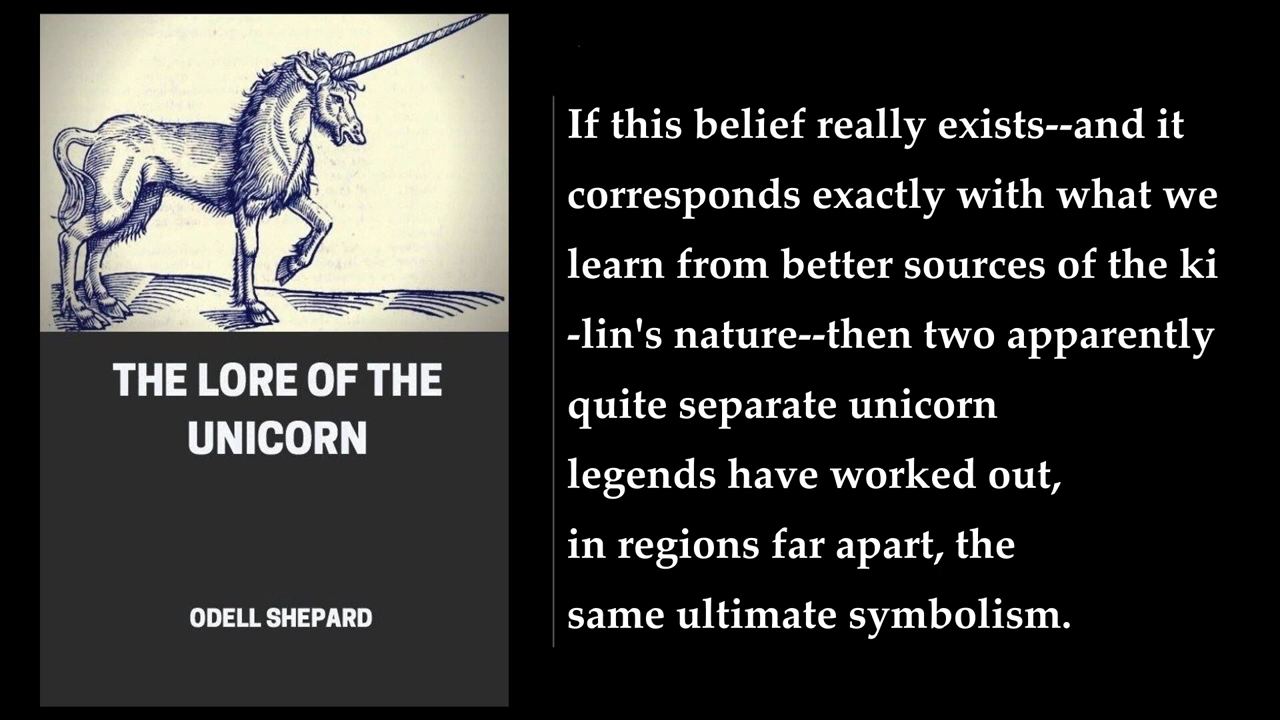 THE LORE OF THE
UNICORN
ODELL SHEPARD
If this belief really exists--and it
corresponds exactly with what we
learn from better sources of the ki
-lin's nature--then two apparently
quite separate unicorn
legends have worked out,
in regions far apart, the
same ultimate symbolism.